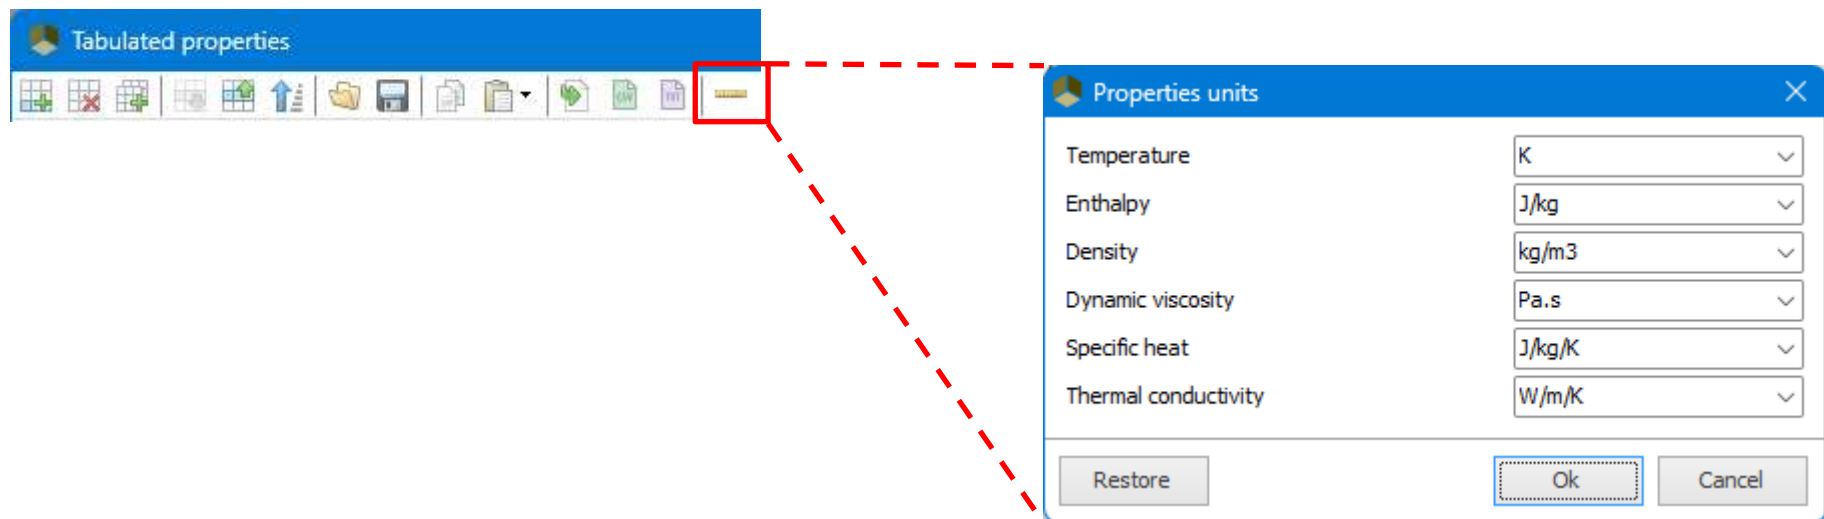 Tabulated properties
Properties units
Temperature K
Enthalpy J/kg
Density kg/m3
Dynamic viscosity Pa.s
Specific heat J/kg/K
Thermal conductivity W/m/K
Restore Ok Cancel